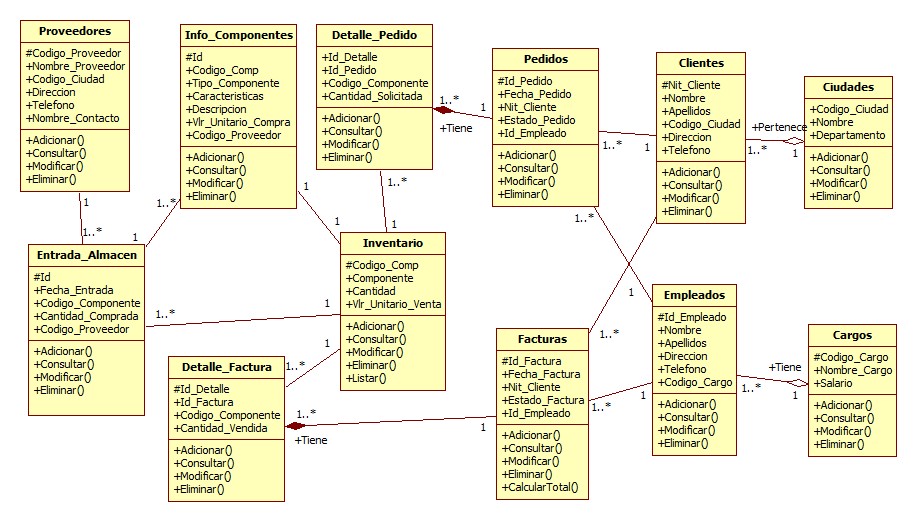 Proveedores
#Codigo_Proveedor
+Nombre_Proveedor
+Codigo_Ciudad
+Direccion
+Telefono
+Nombre_Contacto
+Adicionar()
+Consultar()
+Modificar()
+Eliminar()
Info_Componentes
#Id
+Codigo_Comp
+Tipo_Componente
+Caracteristicas
+Descripcion
+Vlr_Unitario_Compra
+Codigo_Proveedor
+Adicionar()
+Consultar()
+Modificar()
+Eliminar()
Detalle_Pedido
+Id_Detalle
+Id_Pedido
+Codigo_Componente
+Cantidad_Solicitada
+Adicionar()
+Consultar()
+Modificar()
+Eliminar()
1..*
1
+Tiene
Pedidos
#Id_Pedido
+Fecha_Pedido
+Nit_Cliente
+Estado_Pedido
+Id_Empleado
+Adicionar()
+Consultar()
+Modificar()
+Eliminar()
1..*
1
Clientes
#Nit_Cliente
+Nombre
+Apellidos
+Codigo_Ciudad
+Direccion
+Telefono
+Adicionar()
+Consultar()
+Modificar()
+Eliminar()
+Pertenece
1..*
1
Ciudades
+Codigo_Ciudad
+Nombre
+Departamento
+Adicionar()
+Consultar()
+Modificar()
+Eliminar()
1
1..*
1..*
1
1
1
1..*
1
1..*
1
Entrada_Almacen
#Id
+Fecha_Entrada
+Codigo_Componente
+Cantidad_Comprada
+Codigo_Proveedor
+Adicionar()
+Consultar()
+Modificar()
+Eliminar()
1..*
1
Inventario
#Codigo_Comp
+Componente
+Cantidad
+Vlr_Unitario_Venta
+Adicionar()
+Consultar()
+Modificar()
+Eliminar()
+Listar()
1
1..*
Detalle_Factura
#Id_Detalle
+Id_Factura
+Codigo_Componente
+Cantidad_Vendida
+Adicionar()
+Consultar()
+Modificar()
+Eliminar()
1..*
+Tiene
1
Facturas
#Id_Factura
+Fecha_Factura
+Nit_Cliente
+Estado_Factura
+Id_Empleado
+Adicionar()
+Consultar()
+Modificar()
+Eliminar()
+CalcularTotal()
1..*
1..*
1
Empleados
#Id_Empleado
+Nombre
+Apellidos
+Direccion
+Telefono
+Codigo_Cargo
+Adicionar()
+Consultar()
+Modificar()
+Eliminar()
+Tiene
1..*
1
Cargos
#Codigo_Cargo
+Nombre_Cargo
+Salario
+Adicionar()
+Consultar()
+Modificar()
+Eliminar()